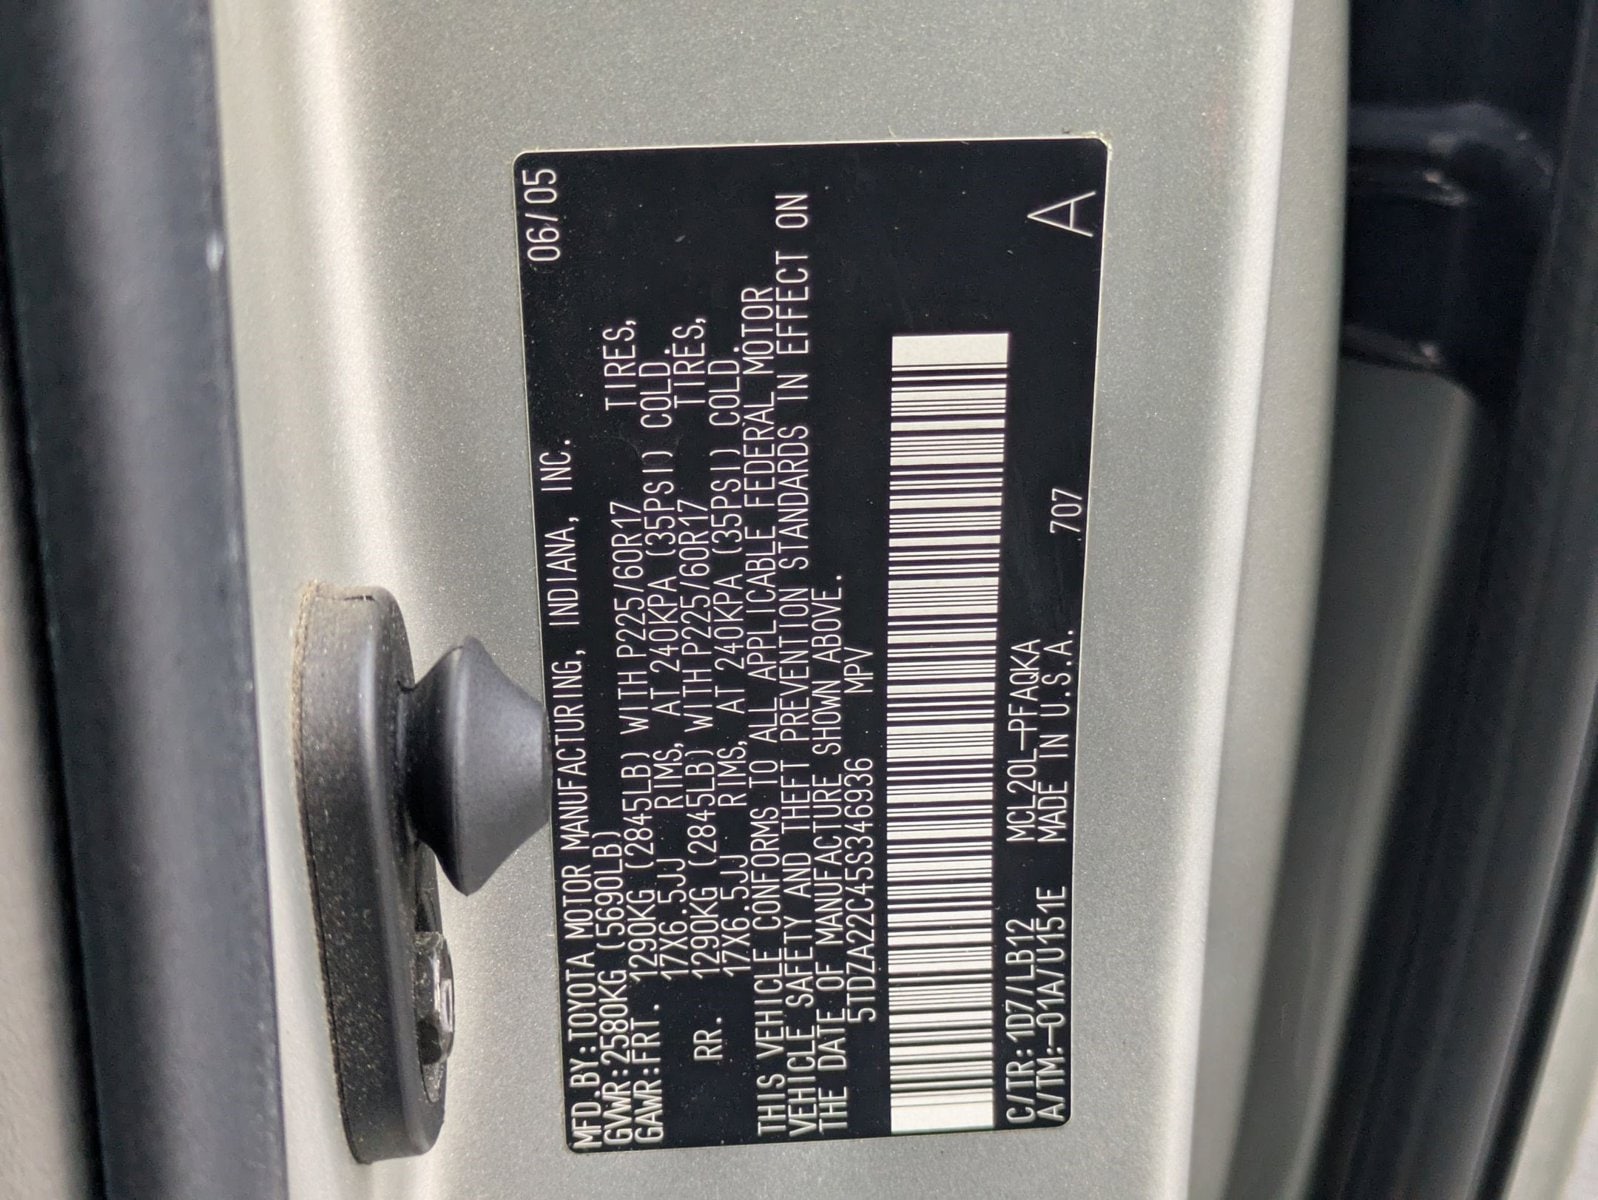 MFD.BY:TOYOTA MOTOR MANUFACTURING, INDIANA, INC. 06/05
GVWR:2580KG (5690LB)
GAWR:FRT. 1290KG (2845LB) WITH P225/60R17 TIRES,
17X6.5JJ RIMS, AT 240KPA (35PSI) COLD.
RR. 1290KG (2845LB) WITH P225/60R17 TIRES,
17X6.5JJ RIMS, AT 240KPA (35PSI) COLD.
THIS VEHICLE CONFORMS TO ALL APPLICABLE FEDERAL MOTOR
VEHICLE SAFETY AND THEFT PREVENTION STANDARDS IN EFFECT ON
THE DATE OF MANUFACTURE SHOWN ABOVE.
5TDZA22C45S346936 MPV
C/TR:1D7/LB12 MCL20L-PFAQKA
A/TM:-01A/U151E MADE IN U.S.A. 707
A